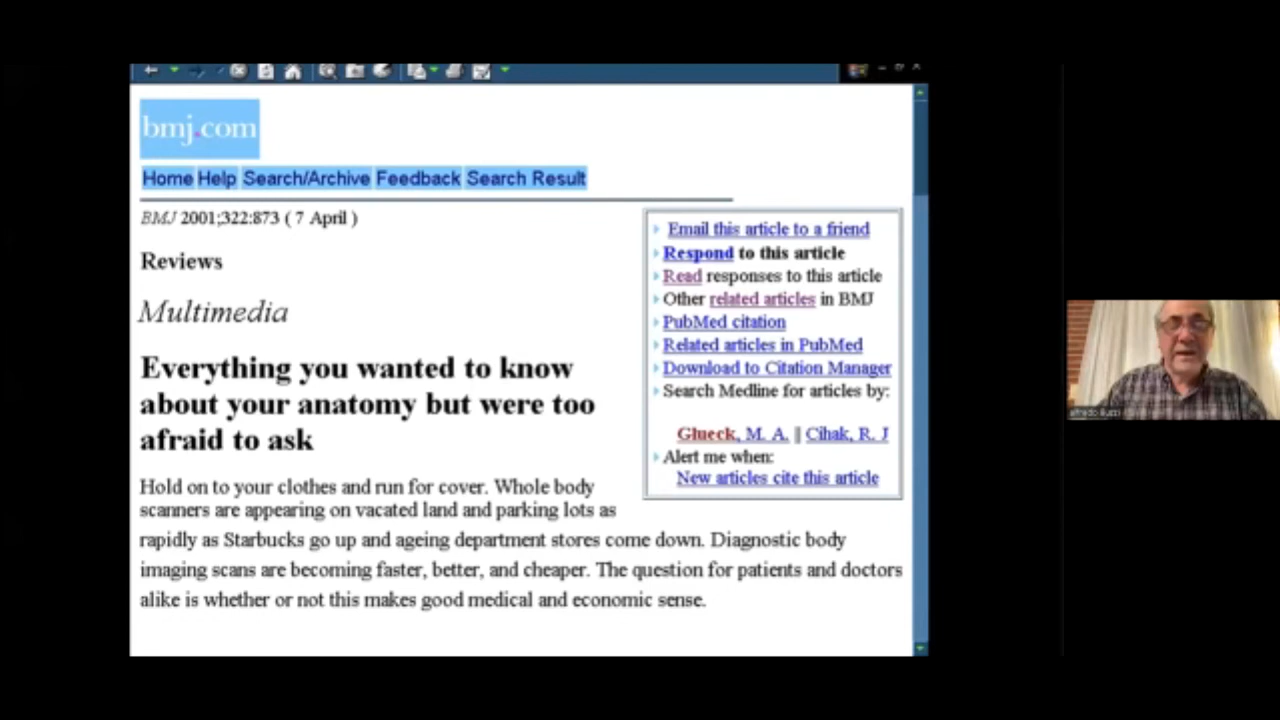 bmj.com
Home Help Search/Archive Feedback Search Result
BMJ 2001;322:873 ( 7 April )
Reviews
Multimedia
Everything you wanted to know
about your anatomy but were too
afraid to ask
Hold on to your clothes and run for cover. Whole body
scanners are appearing on vacated land and parking lots as
rapidly as Starbucks go up and ageing department stores come down. Diagnostic body
imaging scans are becoming faster, better, and cheaper. The question for patients and doctors
alike is whether or not this makes good medical and economic sense.
Email this article to a friend
Respond to this article
Read responses to this article
Other related articles in BMJ
PubMed citation
Related articles in PubMed
Download to Citation Manager
Search Medline for articles by:
Glueck, M. A. || Cihak, R. J
Alert me when:
New articles cite this article